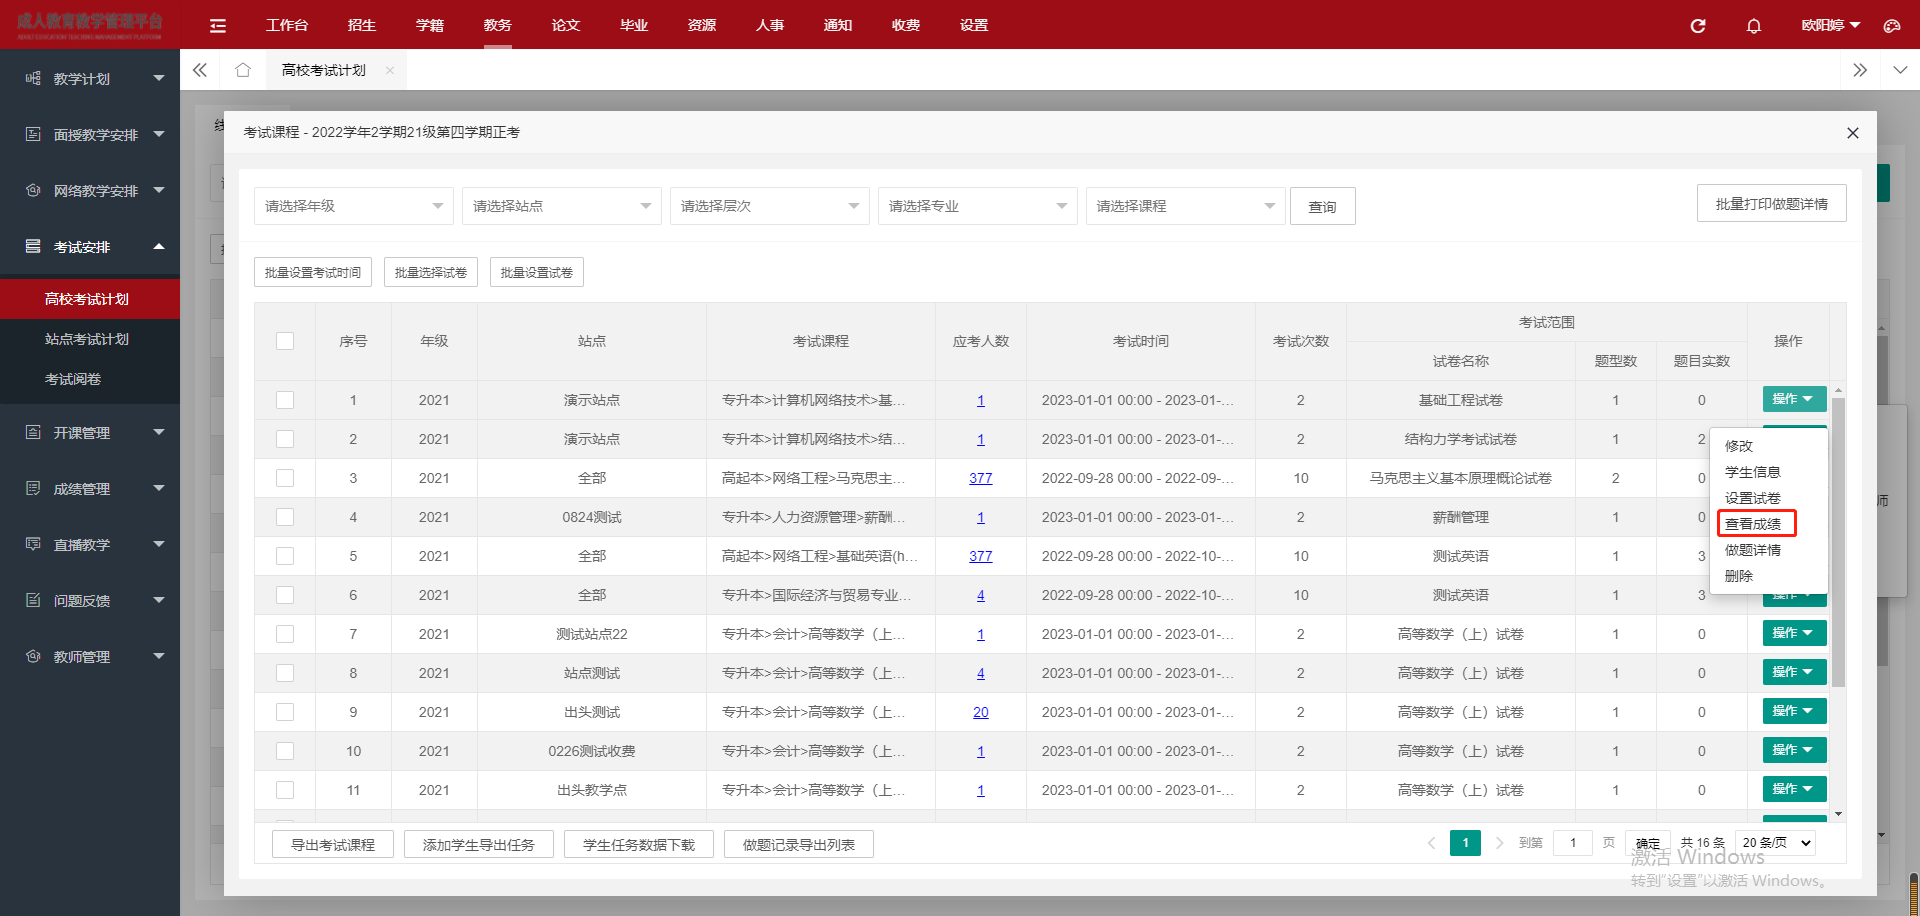 成人教育教学管理平台
ADULT EDUCATION TEACHING MANAGEMENT PLATFORM
工作台 招生 学籍 教务 论文 毕业 资源 人事 通知 收费 设置
欧阳婷
高校考试计划
教学计划
面授教学安排
网络教学安排
考试安排
高校考试计划
站点考试计划
考试阅卷
开课管理
成绩管理
直播教学
问题反馈
教师管理
考试课程 - 2022学年2学期21级第四学期正考
请选择年级 请选择站点 请选择层次 请选择专业 请选择课程 查询 批量打印做题详情
批量设置考试时间 批量选择试卷 批量设置试卷
序号 年级 站点 考试课程 应考人数 考试时间 考试次数 考试范围 操作
试卷名称 题型数 题目实数
1 2021 演示站点 专升本>计算机网络技术>基... 1 2023-01-01 00:00 - 2023-01-... 2 基础工程试卷 1 0 操作
2 2021 演示站点 专升本>计算机网络技术>结... 1 2023-01-01 00:00 - 2023-01-... 2 结构力学考试试卷 1 2
3 2021 全部 高起本>网络工程>马克思主... 377 2022-09-28 00:00 - 2022-09-... 10 马克思主义基本原理概论试卷 2 0
4 2021 0824测试 专升本>人力资源管理>薪酬... 1 2023-01-01 00:00 - 2023-01-... 2 薪酬管理 1 0
5 2021 全部 高起本>网络工程>基础英语(h... 377 2022-09-28 00:00 - 2022-10-... 10 测试英语 1 3
6 2021 全部 专升本>国际经济与贸易专业... 4 2022-09-28 00:00 - 2022-10-... 10 测试英语 1 3 操作
7 2021 测试站点22 专升本>会计>高等数学（上... 1 2023-01-01 00:00 - 2023-01-... 2 高等数学（上）试卷 1 0 操作
8 2021 站点测试 专升本>会计>高等数学（上... 4 2023-01-01 00:00 - 2023-01-... 2 高等数学（上）试卷 1 0 操作
9 2021 出头测试 专升本>会计>高等数学（上... 20 2023-01-01 00:00 - 2023-01-... 2 高等数学（上）试卷 1 0 操作
10 2021 0226测试收费 专升本>会计>高等数学（上... 1 2023-01-01 00:00 - 2023-01-... 2 高等数学（上）试卷 1 0 操作
11 2021 出头教学点 专升本>会计>高等数学（上... 1 2023-01-01 00:00 - 2023-01-... 2 高等数学（上）试卷 1 0 操作
修改
学生信息
设置试卷
查看成绩
做题详情
删除
师
导出考试课程 添加学生导出任务 学生任务数据下载 做题记录导出列表
1 到第 1 页 确定 共 16 条 20 条/页
激活 Windows
转到"设置"以激活 Windows。